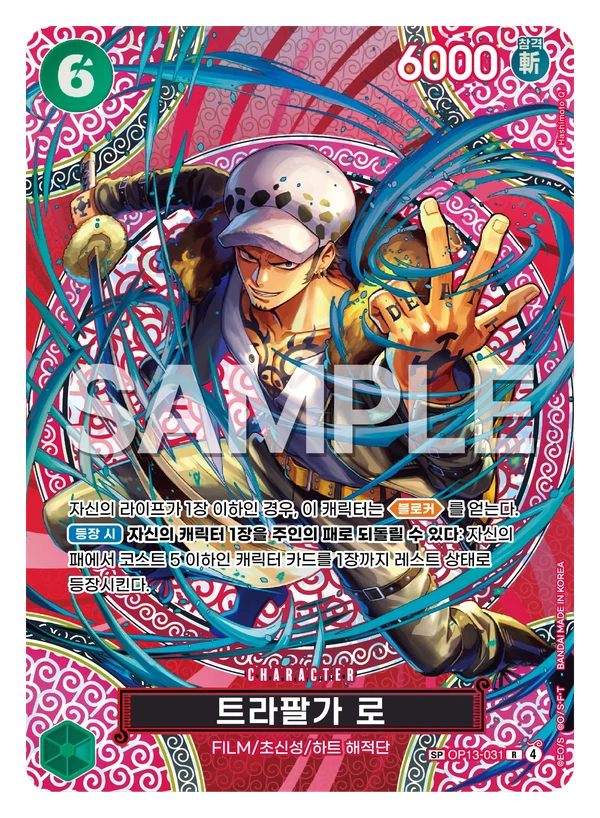 6
6000
참격
斬
Hashimoto Q
DEAT
SAMPLE
자신의 라이프가 1장 이하인 경우, 이 캐릭터는 블로커 를 얻는다.
등장 시 자신의 캐릭터 1장을 주인의 패로 되돌릴 수 있다: 자신의
패에서 코스트 5 이하인 캐릭터 카드를 1장까지 레스트 상태로
등장시킨다.
CHARACTER
트라팔가 로
FILM/초신성/하트 해적단
SP OP13-031 R 4
©E.O/S ©O/S·F·T - BANDAI MADE IN KOREA